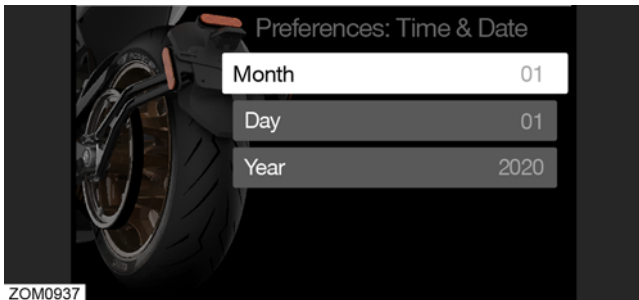 Preferences: Time & Date
Month 01
Day 01
Year 2020
ZOM0937